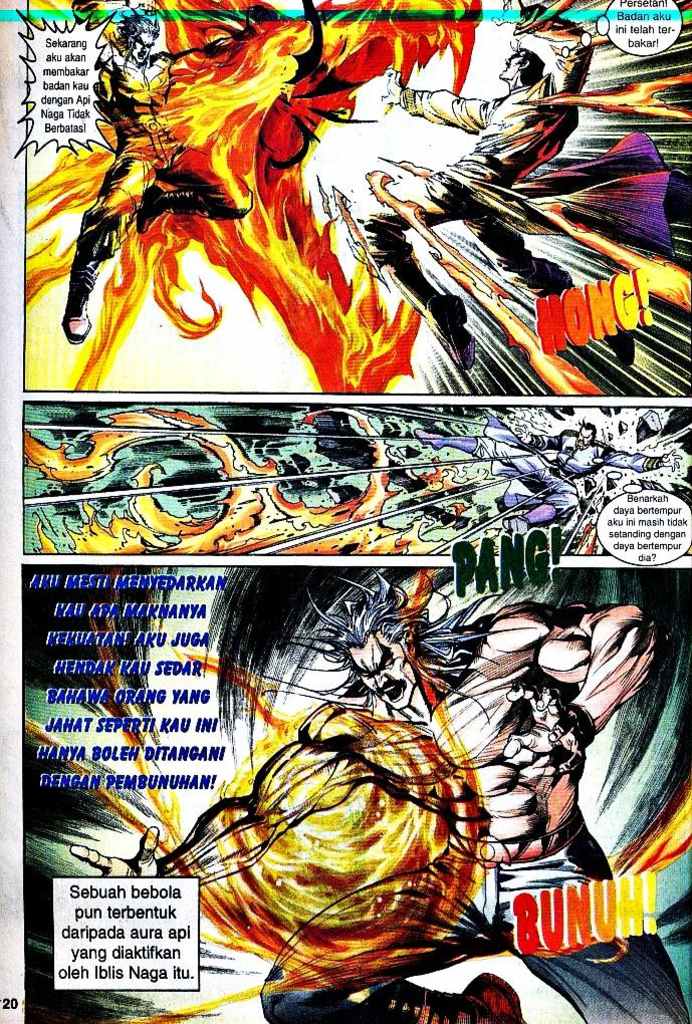 Sekarang
aku akan
membakar
badan kau
dengan Api
Naga Tidak
Berbatas!
Persetan!
Badan aku
ini telah ter-
bakar!
HONG!
Benarkah
daya bertempur
aku ini masih tidak
setanding dengan
daya bertempur
dia?
PANG!
AKU MESTI MENYEDARKAN
KAU APA MAKNANYA
KEKUATAN! AKU JUGA
HENDAK KAU SEDAR
BAHAWA ORANG YANG
JAHAT SEPERTI KAU INI
HANYA BOLEH DITANGANI
DENGAN PEMBUNUHAN!
BUNUH!
Sebuah bebola
pun terbentuk
daripada aura api
yang diaktifkan
oleh Iblis Naga itu.
20